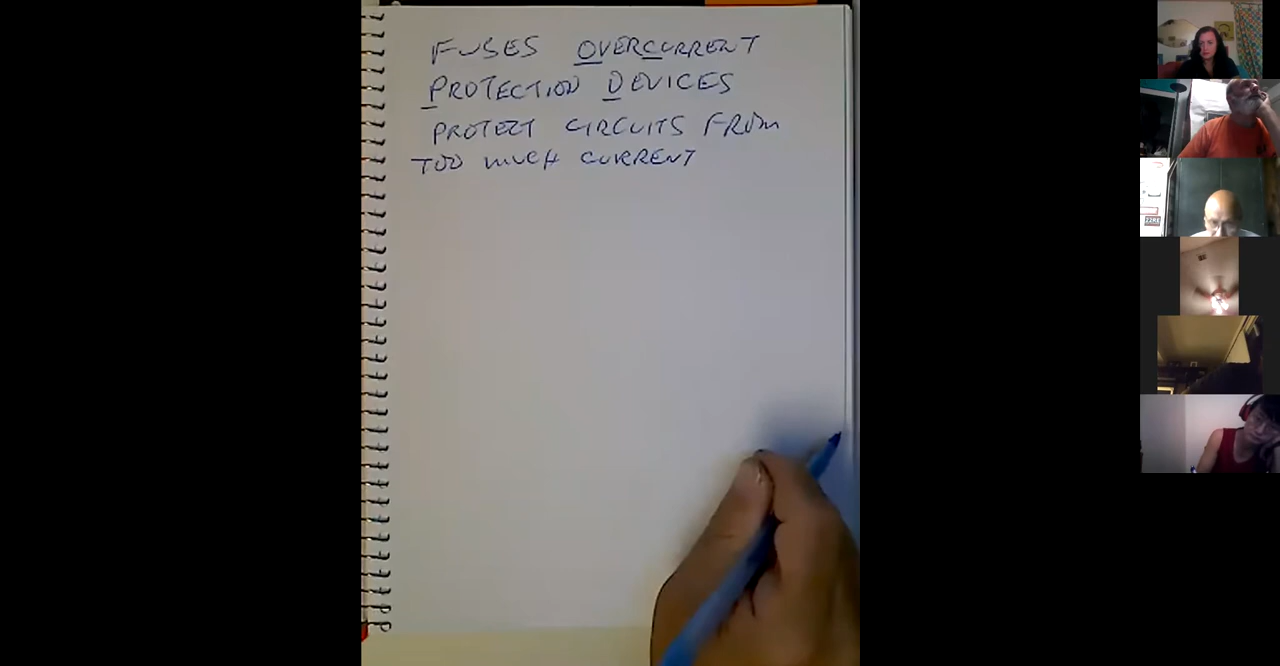 FUSES OVERCURRENT
PROTECTION DEVICES
PROTECT CIRCUITS FROM
TOO MUCH CURRENT